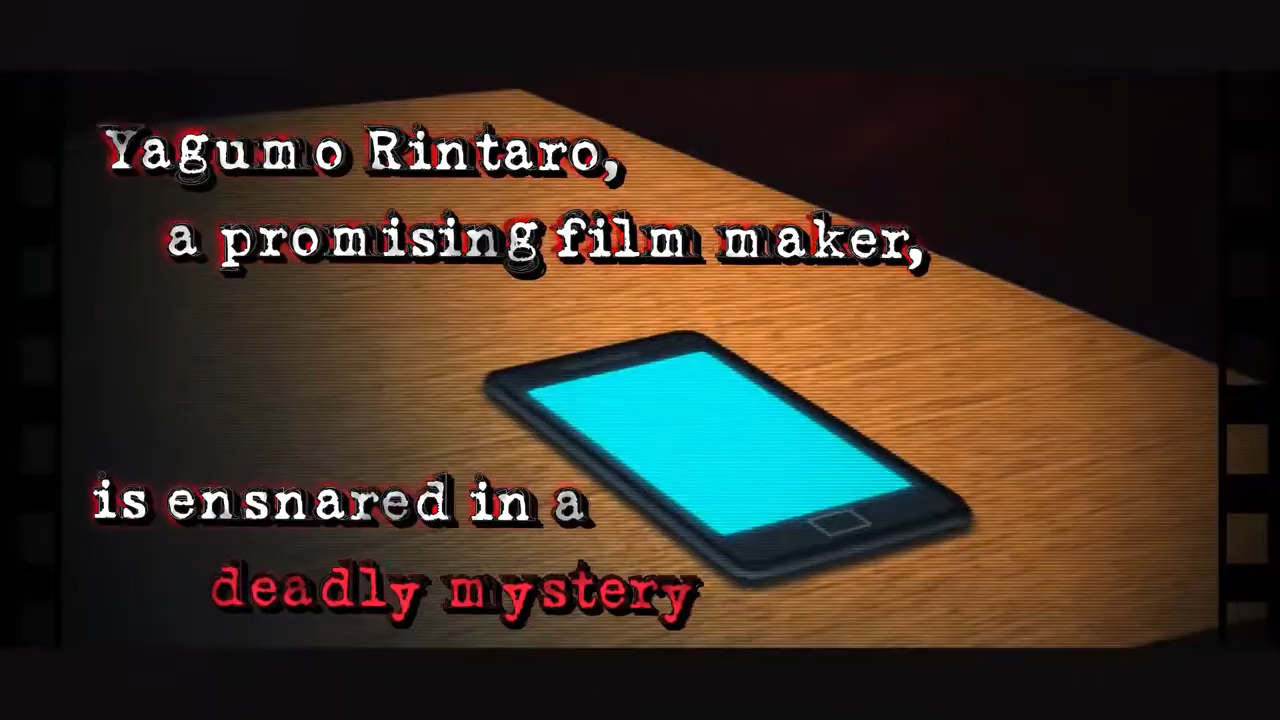 Yagumo Rintaro,
a promising film maker,
is ensnared in a
deadly mystery